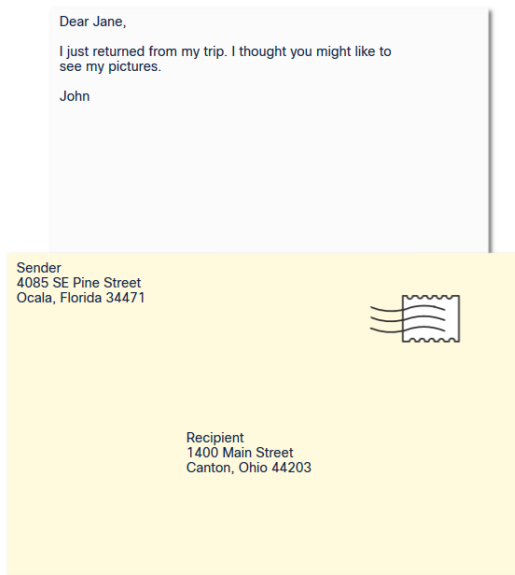 Dear Jane,
I just returned from my trip. I thought you might like to
see my pictures.
John
Sender
4085 SE Pine Street
Ocala, Florida 34471
Recipient
1400 Main Street
Canton, Ohio 44203